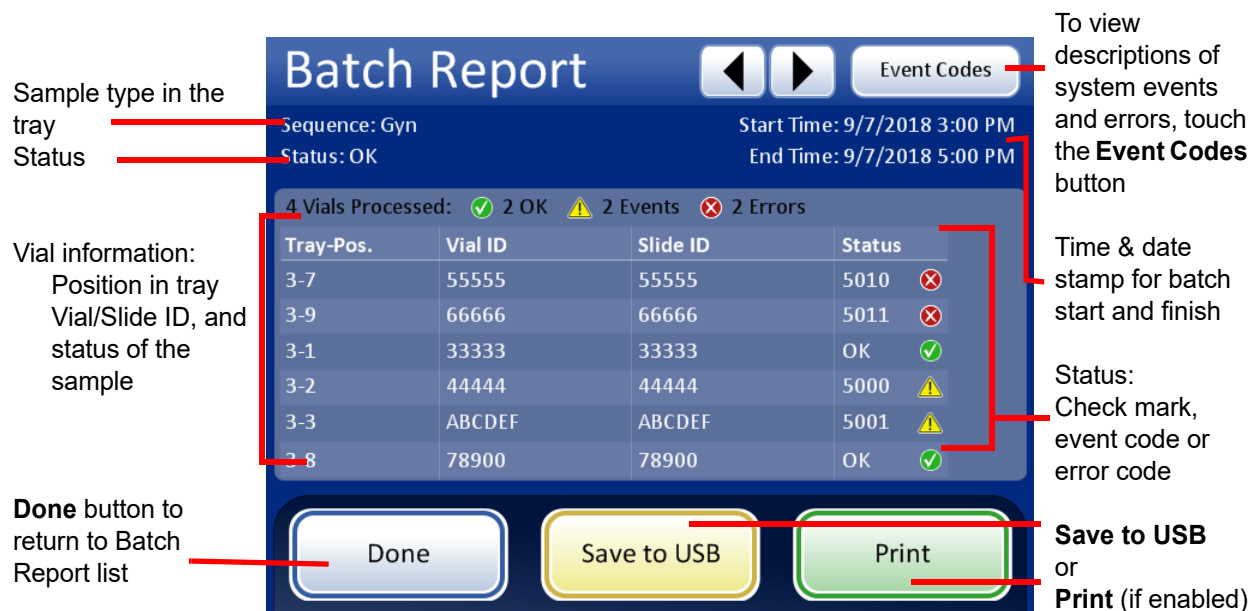 To view
descriptions of
system events
and errors, touch
the Event Codes
button
Batch Report
Event Codes
Sample type in the
tray
Status
Sequence: Gyn
Start Time: 9/7/2018 3:00 PM
Status: OK
End Time: 9/7/2018 5:00 PM
4 Vials Processed: 2 OK 2 Events 2 Errors
Tray-Pos. Vial ID Slide ID Status
3-7 55555 55555 5010
3-9 66666 66666 5011
3-1 33333 33333 OK
3-2 44444 44444 5000
3-3 ABCDEF ABCDEF 5001
3-8 78900 78900 OK
Vial information:
Position in tray
Vial/Slide ID, and
status of the
sample
Time & date
stamp for batch
start and finish
Status:
Check mark,
event code or
error code
Done button to
return to Batch
Report list
Done
Save to USB
Print
Save to USB
or
Print (if enabled)